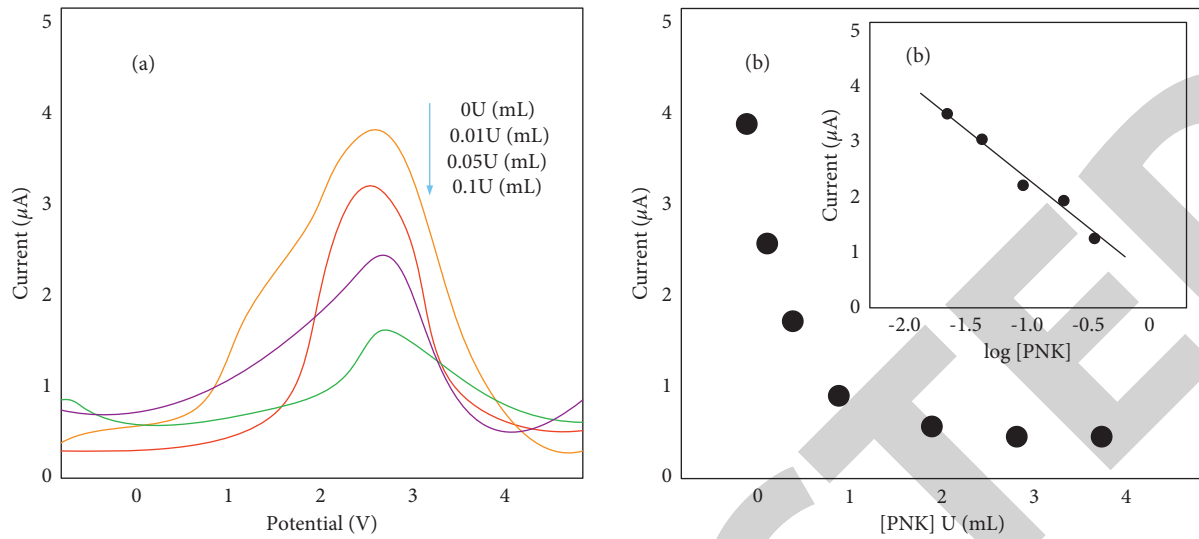 5
4
3
2
1
0
Current (µA)
(a)
0U (mL)
0.01U (mL)
0.05U (mL)
0.1U (mL)
0 1 2 3 4
Potential (V)
5
4
3
2
1
0
Current (µA)
(b)
0 1 2 3 4
[PNK] U (mL)
5
4
3
2
1
0
Current (µA)
(b)
-2.0 -1.5 -1.0 -0.5 0
log [PNK]
CTED